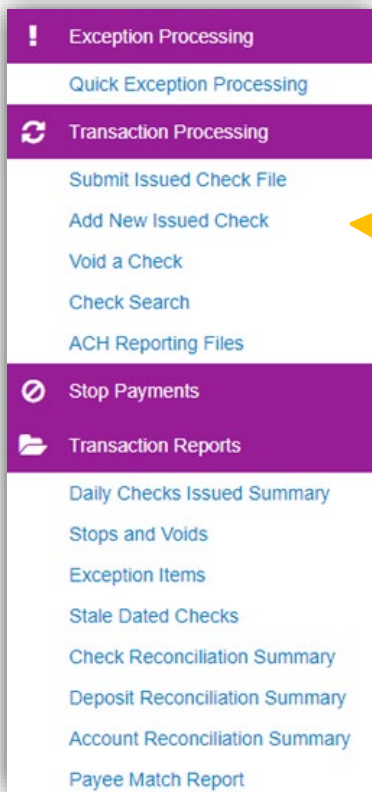 Exception Processing
Quick Exception Processing
Transaction Processing
Submit Issued Check File
Add New Issued Check
Void a Check
Check Search
ACH Reporting Files
Stop Payments
Transaction Reports
Daily Checks Issued Summary
Stops and Voids
Exception Items
Stale Dated Checks
Check Reconciliation Summary
Deposit Reconciliation Summary
Account Reconciliation Summary
Payee Match Report